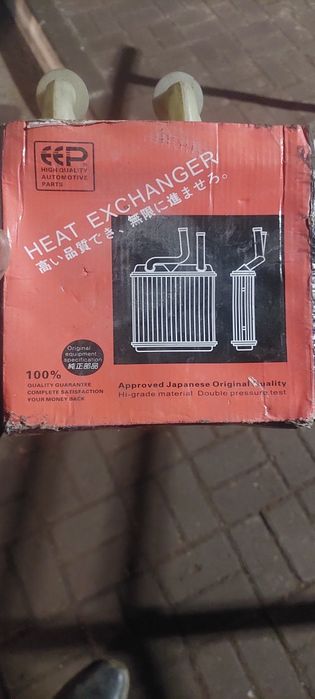 EEP
HIGH QUALITY
AUTOMOTIVE
PARTS
HEAT EXCHANGER
高い品質でき、無限に進ませろ。
Original
equipment
specification
純正部品
100%
QUALITY GUARANTEE
COMPLETE SATISFACTION
YOUR MONEY BACK
Approved Japanese Original Quality
Hi-grade material Double pressure test